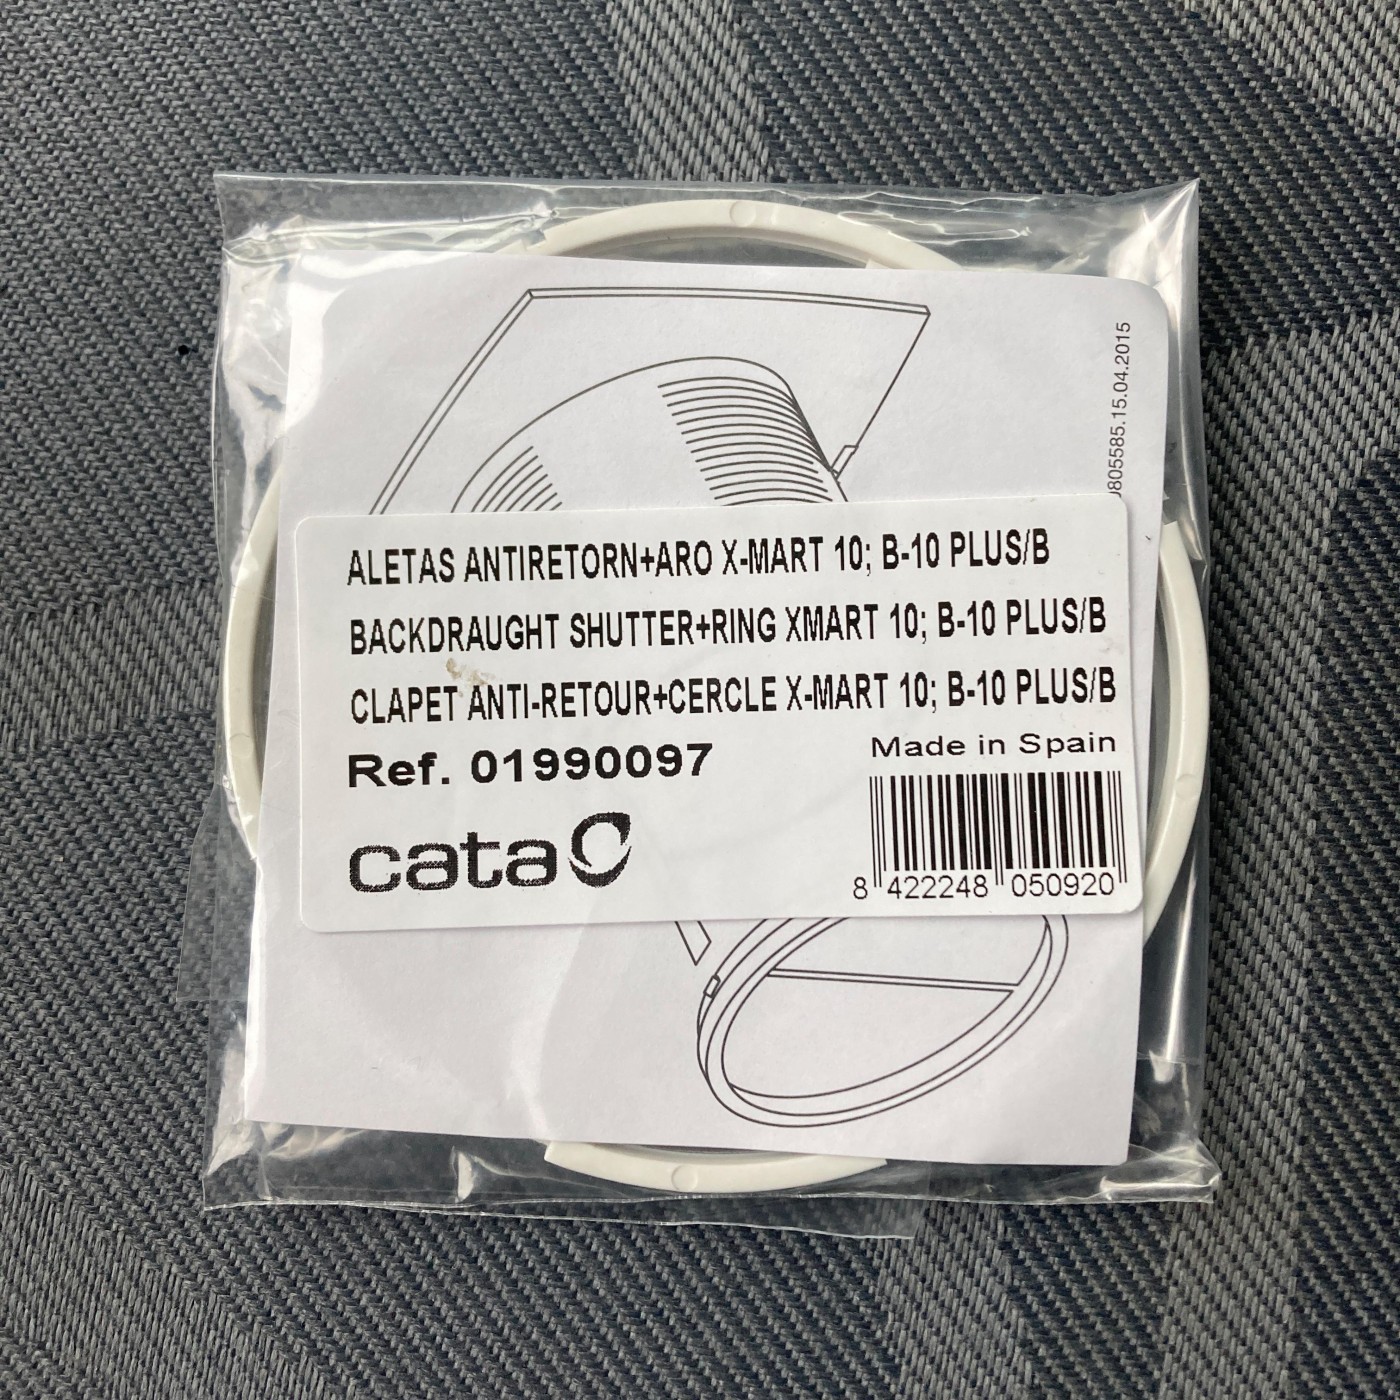 805585.15.04.2015
ALETAS ANTIRETORN+ARO X-MART 10; B-10 PLUS/B
BACKDRAUGHT SHUTTER+RING XMART 10; B-10 PLUS/B
CLAPET ANTI-RETOUR+CERCLE X-MART 10; B-10 PLUS/B
Ref. 01990097
Made in Spain
cata
8 422248 050920